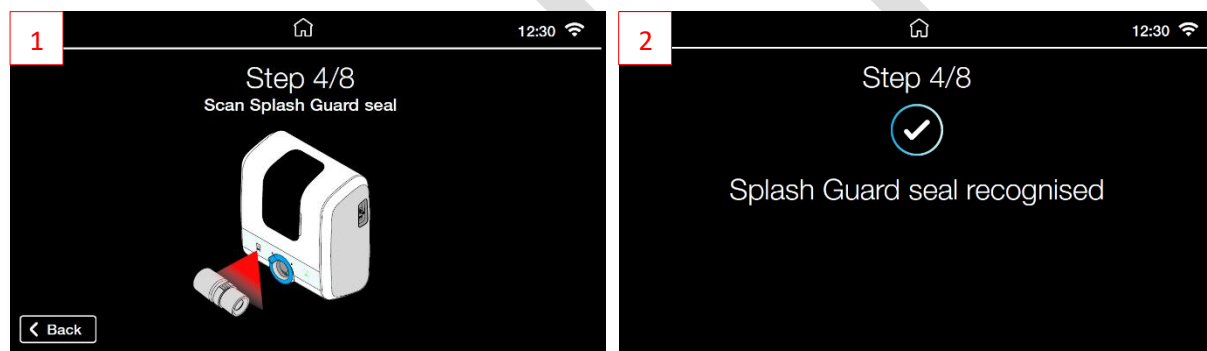 1
12:30
Step 4/8
Scan Splash Guard seal
Back
2
12:30
Step 4/8
Splash Guard seal recognised